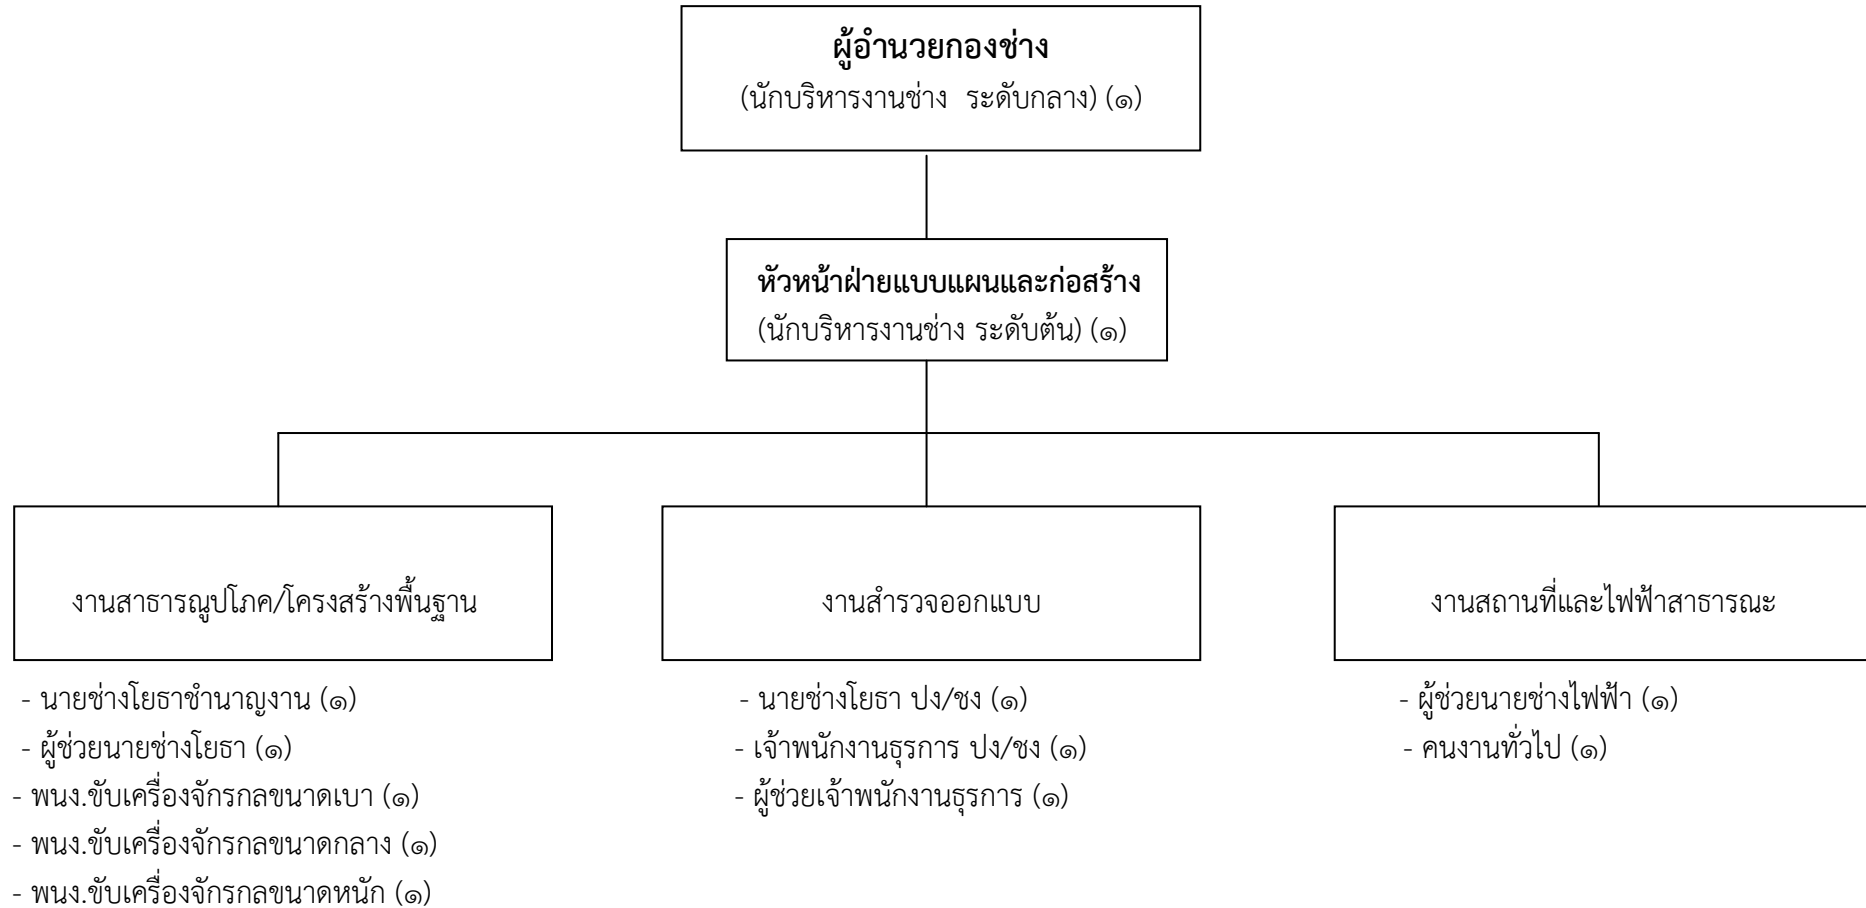 ผู้อำนวยกองช่าง
(นักบริหารงานช่าง ระดับกลาง) (๑)
หัวหน้าฝ่ายแบบแผนและก่อสร้าง
(นักบริหารงานช่าง ระดับต้น) (๑)
งานสาธารณูปโภค/โครงสร้างพื้นฐาน
- นายช่างโยธาชำนาญงาน (๑)
- ผู้ช่วยนายช่างโยธา (๑)
- พนง.ขับเครื่องจักรกลขนาดเบา (๑)
- พนง.ขับเครื่องจักรกลขนาดกลาง (๑)
- พนง.ขับเครื่องจักรกลขนาดหนัก (๑)
งานสำรวจออกแบบ
- นายช่างโยธา ปง/ชง (๑)
- เจ้าพนักงานธุรการ ปง/ชง (๑)
- ผู้ช่วยเจ้าพนักงานธุรการ (๑)
งานสถานที่และไฟฟ้าสาธารณะ
- ผู้ช่วยนายช่างไฟฟ้า (๑)
- คนงานทั่วไป (๑)